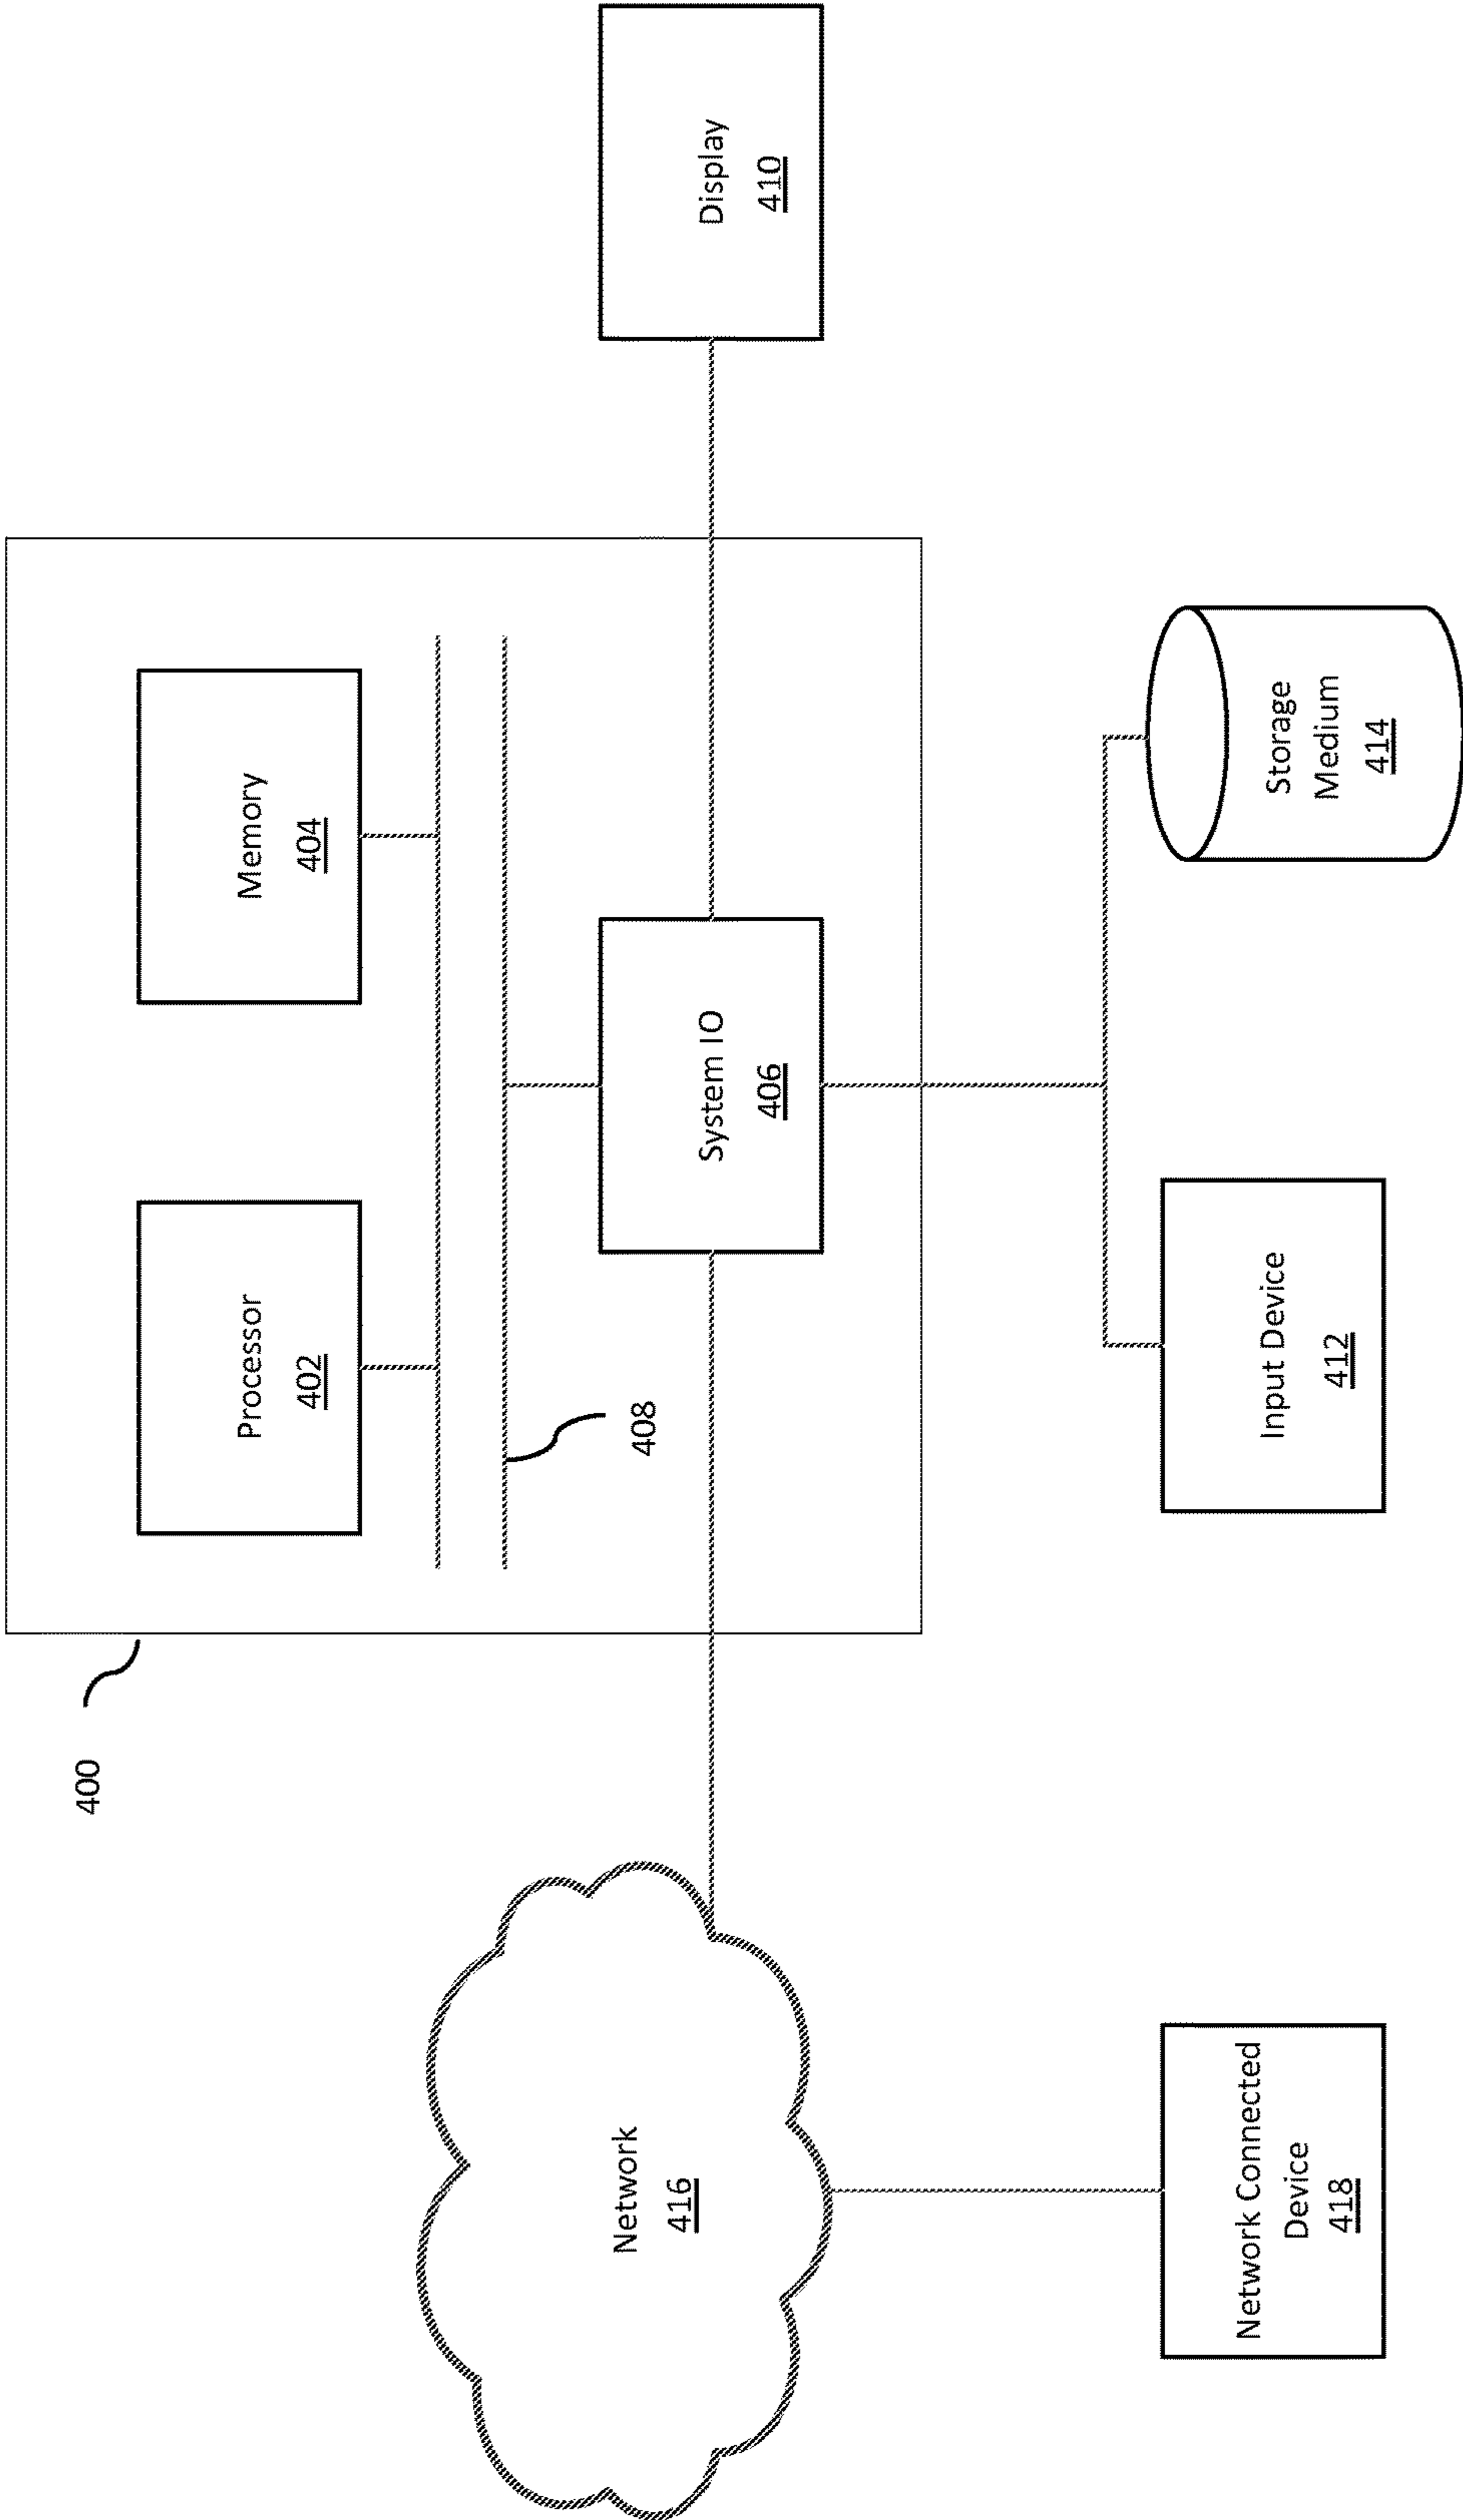 400
Processor
402
Memory
404
408
System IO
406
Display
410
Network
416
Network Connected
Device
418
Input Device
412
Storage
Medium
414